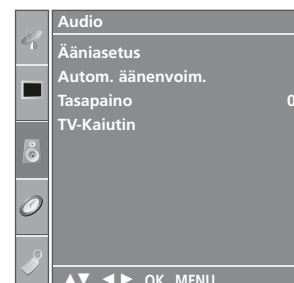 Audio
Ääniasetus
Autom. äänenvoim.
Tasapaino 0
TV-Kaiutin
▲▼ ◄► OK MENU